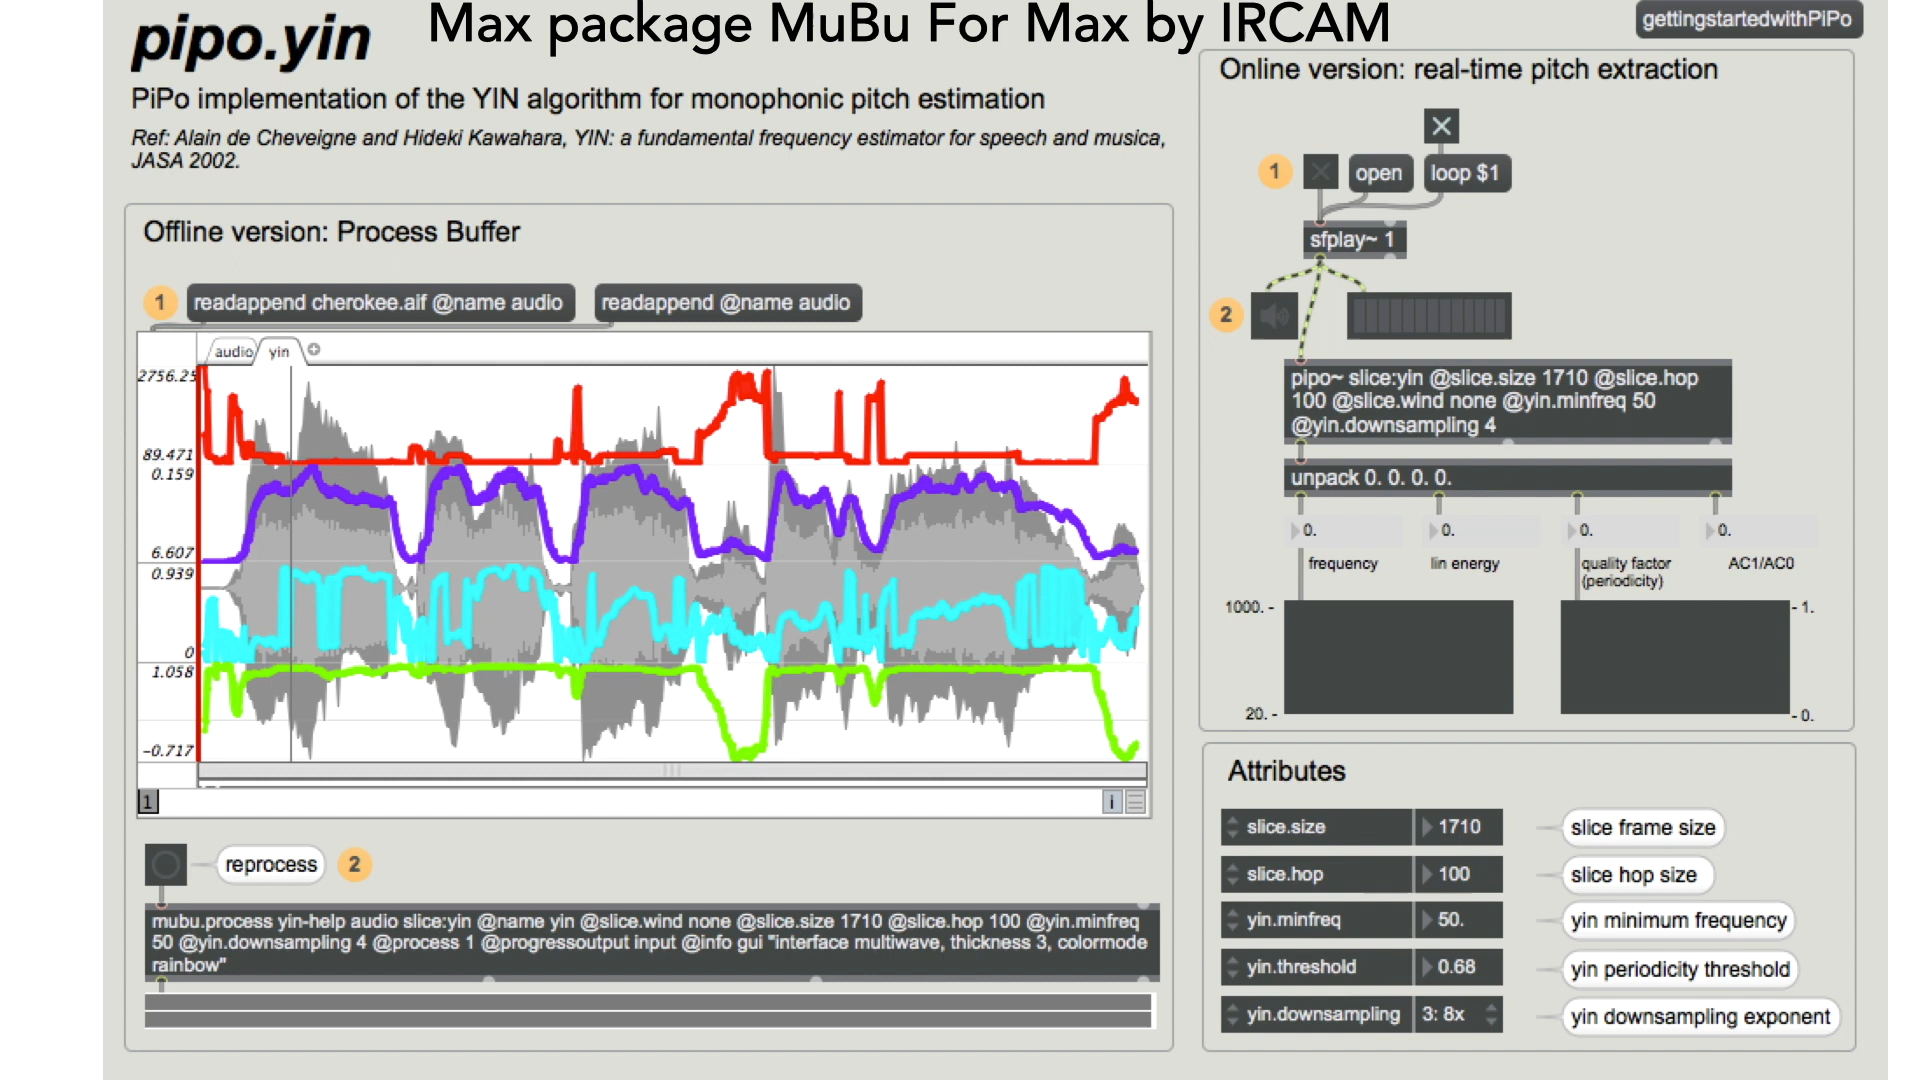 pipo.yin
Max package MuBu For Max by IRCAM
gettingstartedwithPiPo
PiPo implementation of the YIN algorithm for monophonic pitch estimation
Ref: Alain de Cheveigne and Hideki Kawahara, YIN: a fundamental frequency estimator for speech and musica,
JASA 2002.
Offline version: Process Buffer
1
readappend cherokee.aif @name audio
readappend @name audio
audio
yin
2756.25
89.471
0.159
6.607
0.939
0
1.058
-0.717
1
i
reprocess
2
mubu.process yin-help audio slice:yin @name yin @slice.wind none @slice.size 1710 @slice.hop 100 @yin.minfreq
50 @yin.downsampling 4 @process 1 @progressoutput input @info gui "interface multiwave, thickness 3, colormode
rainbow"
Online version: real-time pitch extraction
1
open
loop $1
sfplay~ 1
2
pipo~ slice:yin @slice.size 1710 @slice.hop
100 @slice.wind none @yin.minfreq 50
@yin.downsampling 4
unpack 0. 0. 0. 0.
0.
0.
0.
0.
frequency
lin energy
quality factor
(periodicity)
AC1/AC0
1000. -
- 1.
20. -
- 0.
Attributes
slice.size
1710
slice frame size
slice.hop
100
slice hop size
yin.minfreq
50.
yin minimum frequency
yin.threshold
0.68
yin periodicity threshold
yin.downsampling
3: 8x
yin downsampling exponent